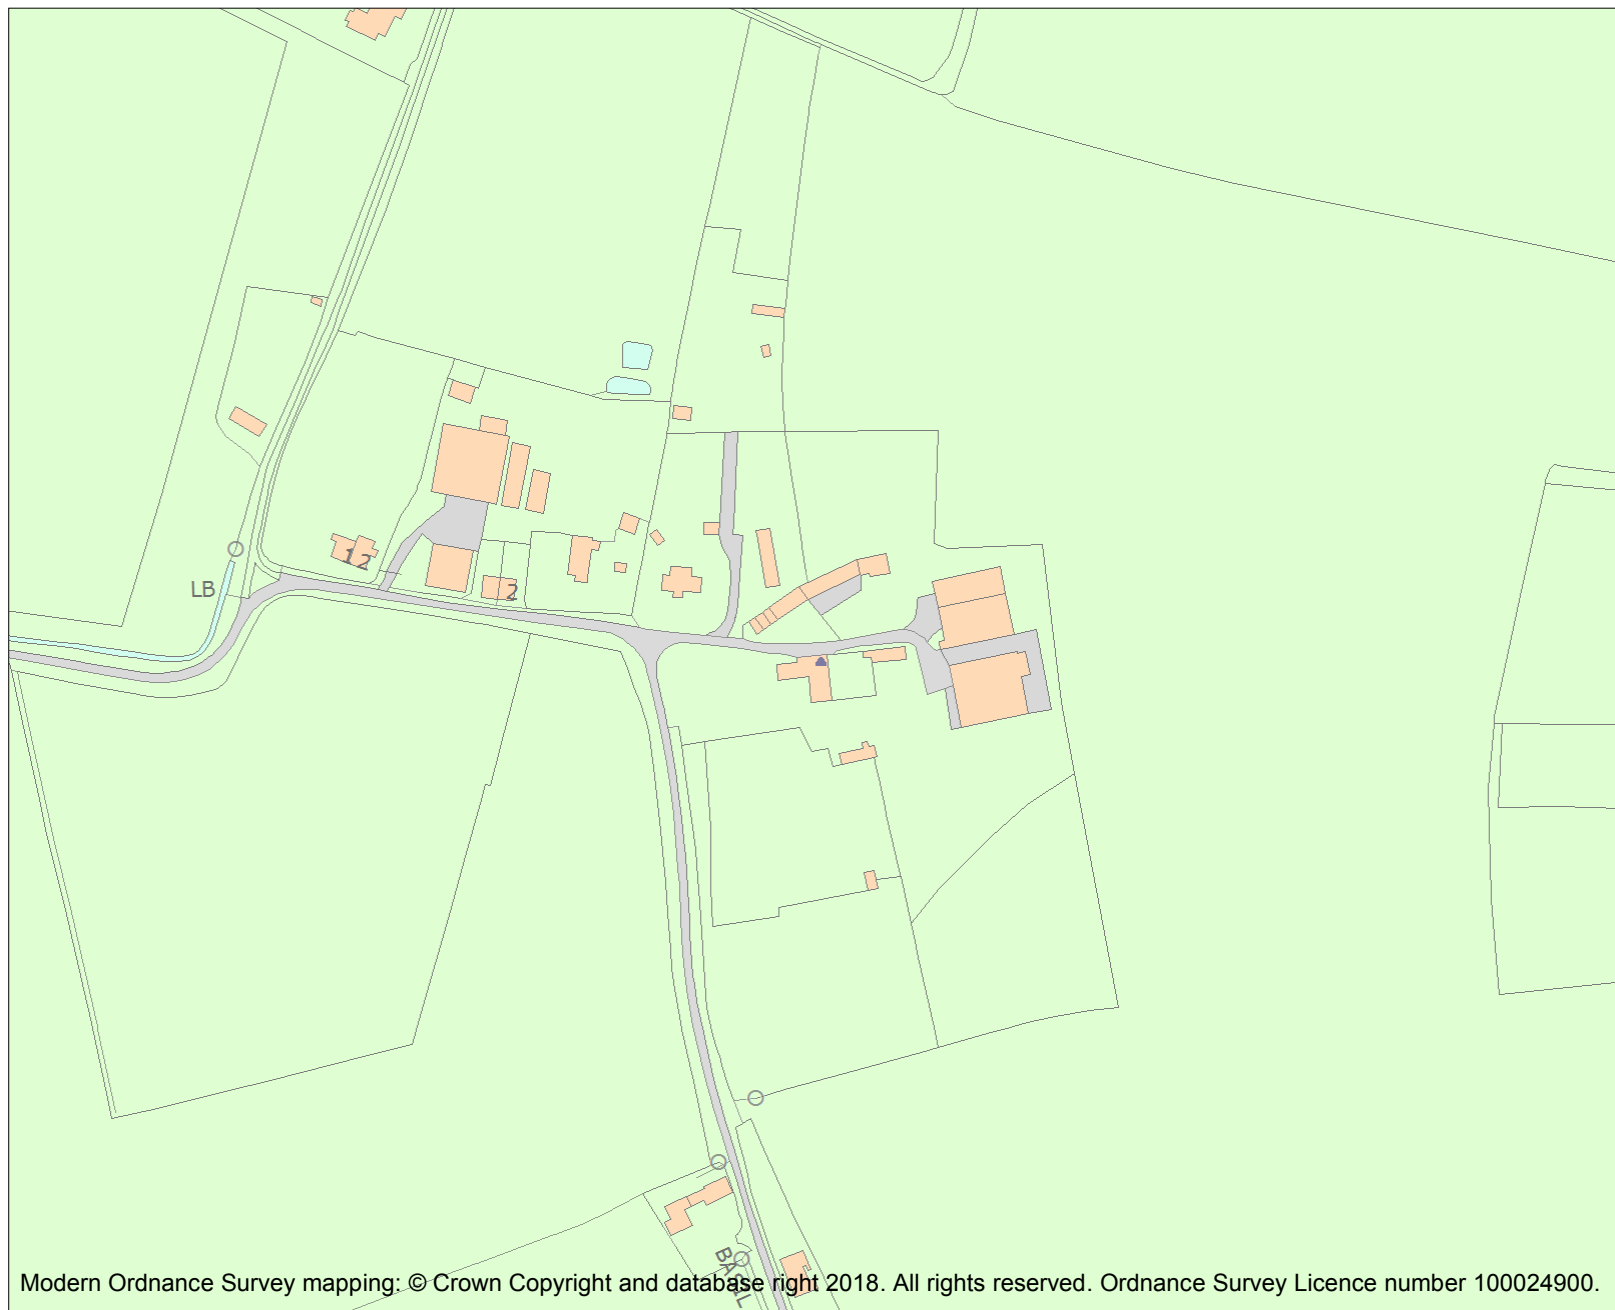 12
LB
2
Modern Ordnance Survey mapping: © Crown Copyright and database right 2018. All rights reserved. Ordnance Survey Licence number 100024900.